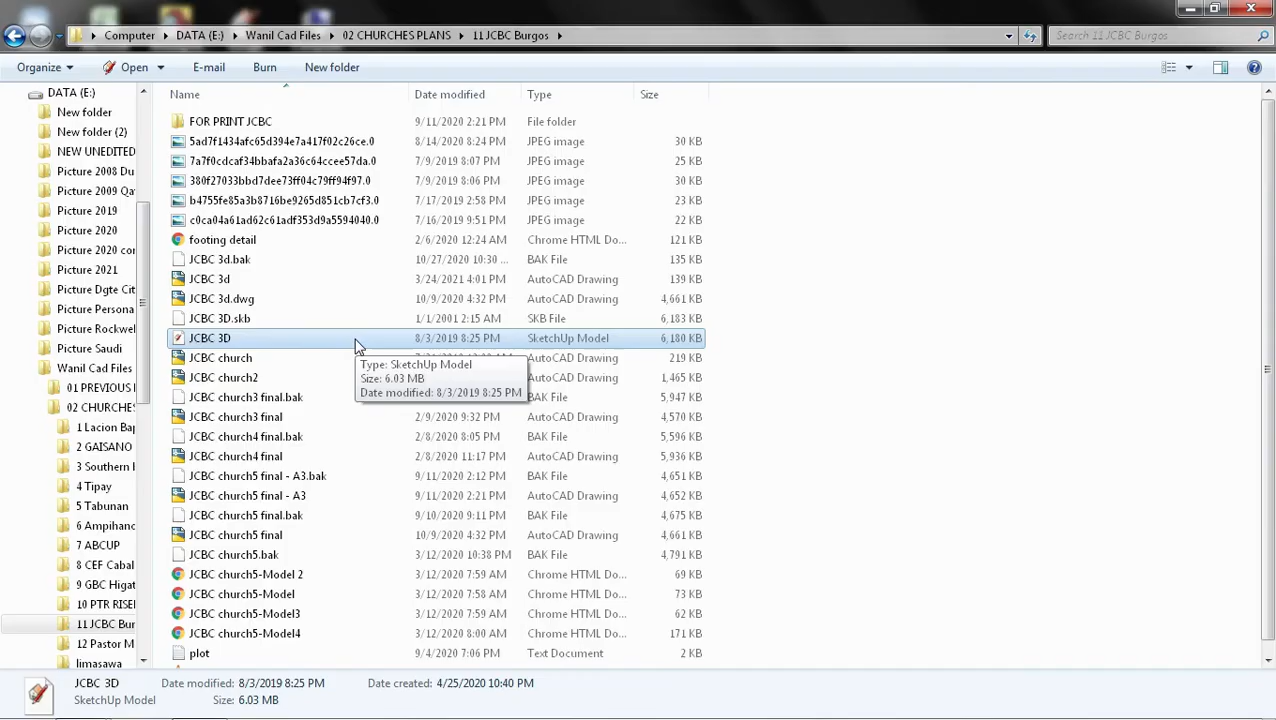 Computer DATA (E:) Wanil Cad Files 02 CHURCHES PLANS 11 JCBC Burgos Search 11 JCBC Burgos
Organize Open E-mail Burn New folder
Name Date modified Type Size
DATA (E:)
New folder
New folder (2)
NEW UNEDITED
Picture 2008 Du
Picture 2009 Qa
Picture 2019
Picture 2020
Picture 2020 co
Picture 2021
Picture Dgte Cit
Picture Persona
Picture Rockwel
Picture Saudi
Wanil Cad Files
01 PREVIOUS
02 CHURCHES
1 Lacion Bap
2 GAISANO
3 Southern
4 Tipay
5 Tabunan
6 Ampihano
7 ABCUP
8 CEF Cabal
9 GBC Higat
10 PTR RISE
11 JCBC Bur
12 Pastor M
limasawa
FOR PRINT JCBC 9/11/2020 2:21 PM File folder
5ad7f1434afc65d394e7a417f02c26ce.0 8/14/2020 8:24 PM JPEG image 30 KB
7a7f0cdcaf34bbafa2a36c64ccee57da.0 7/9/2019 8:07 PM JPEG image 25 KB
380f27033bbd7dee73ff04c79ff94f97.0 7/9/2019 8:06 PM JPEG image 30 KB
b4755fe85a3b8716be9265d851cb7cf3.0 7/17/2019 2:58 PM JPEG image 23 KB
c0ca04a61ad62c61adf353d9a5594040.0 7/16/2019 9:51 PM JPEG image 22 KB
footing detail 2/6/2020 12:24 AM Chrome HTML Do... 121 KB
JCBC 3d.bak 10/27/2020 10:30 ... BAK File 135 KB
JCBC 3d 3/24/2021 4:01 PM AutoCAD Drawing 139 KB
JCBC 3d.dwg 10/9/2020 4:32 PM AutoCAD Drawing 4,661 KB
JCBC 3D.skb 1/1/2001 2:15 AM SKB File 6,183 KB
JCBC 3D 8/3/2019 8:25 PM SketchUp Model 6,180 KB
JCBC church AutoCAD Drawing 219 KB
JCBC church2 AutoCAD Drawing 1,465 KB
JCBC church3 final.bak BAK File 5,947 KB
JCBC church3 final 2/9/2020 9:32 PM AutoCAD Drawing 4,570 KB
JCBC church4 final.bak 2/8/2020 8:05 PM BAK File 5,596 KB
JCBC church4 final 2/8/2020 11:17 PM AutoCAD Drawing 5,936 KB
JCBC church5 final - A3.bak 9/11/2020 2:12 PM BAK File 4,651 KB
JCBC church5 final - A3 9/11/2020 2:21 PM AutoCAD Drawing 4,652 KB
JCBC church5 final.bak 9/10/2020 9:11 PM BAK File 4,675 KB
JCBC church5 final 10/9/2020 4:32 PM AutoCAD Drawing 4,661 KB
JCBC church5.bak 3/12/2020 10:38 PM BAK File 4,791 KB
JCBC church5-Model 2 3/12/2020 7:59 AM Chrome HTML Do... 69 KB
JCBC church5-Model 3/12/2020 7:58 AM Chrome HTML Do... 73 KB
JCBC church5-Model3 3/12/2020 7:59 AM Chrome HTML Do... 62 KB
JCBC church5-Model4 3/12/2020 8:00 AM Chrome HTML Do... 171 KB
plot 9/4/2020 7:06 PM Text Document 2 KB
Type: SketchUp Model
Size: 6.03 MB
Date modified: 8/3/2019 8:25 PM
JCBC 3D Date modified: 8/3/2019 8:25 PM Date created: 4/25/2020 10:40 PM
SketchUp Model Size: 6.03 MB